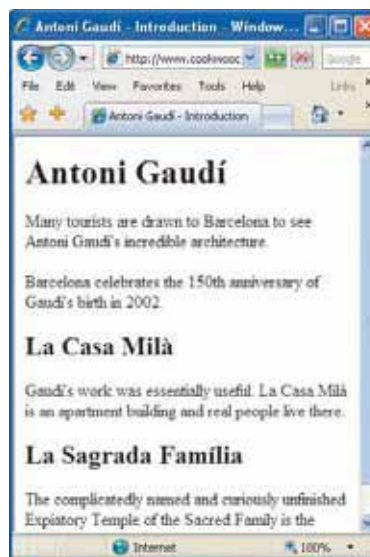 Antoni Gaudi - Introduction - Window...
http://www.cookwooc
Google
File Edit View Favorites Tools Help Links
Antoni Gaudi - Introduction
Antoni Gaudí
Many tourists are drawn to Barcelona to see
Antoni Gaudí's incredible architecture.
Barcelona celebrates the 150th anniversary of
Gaudí's birth in 2002.
La Casa Milà
Gaudí's work was essentially useful. La Casa Milà
is an apartment building and real people live there.
La Sagrada Família
The complicatedly named and curiously unfinished
Expiatory Temple of the Sacred Family is the
Internet 100%